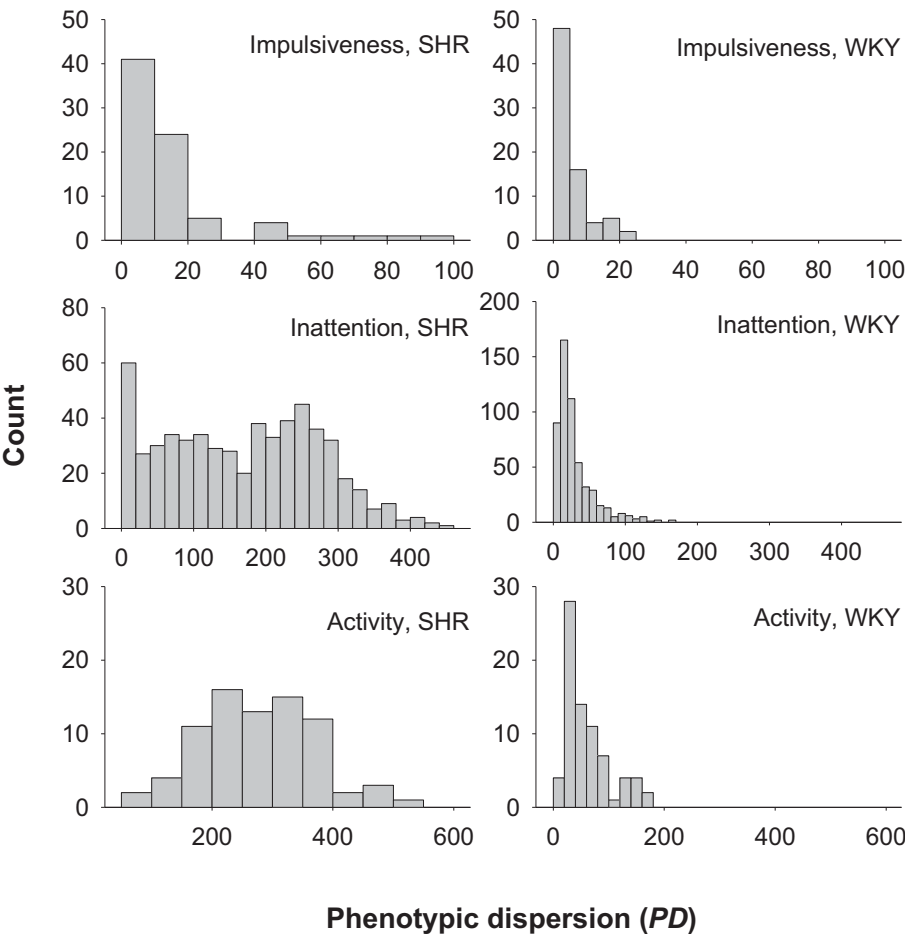 Count
50
40
30
20
10
0
Impulsiveness, SHR
0 20 40 60 80 100
50
40
30
20
10
0
Impulsiveness, WKY
0 20 40 60 80 100
80
60
40
20
0
Inattention, SHR
0 100 200 300 400
200
150
100
50
0
Inattention, WKY
0 100 200 300 400
30
20
10
0
Activity, SHR
200 400 600
30
20
10
0
Activity, WKY
0 200 400 600
Phenotypic dispersion (PD)